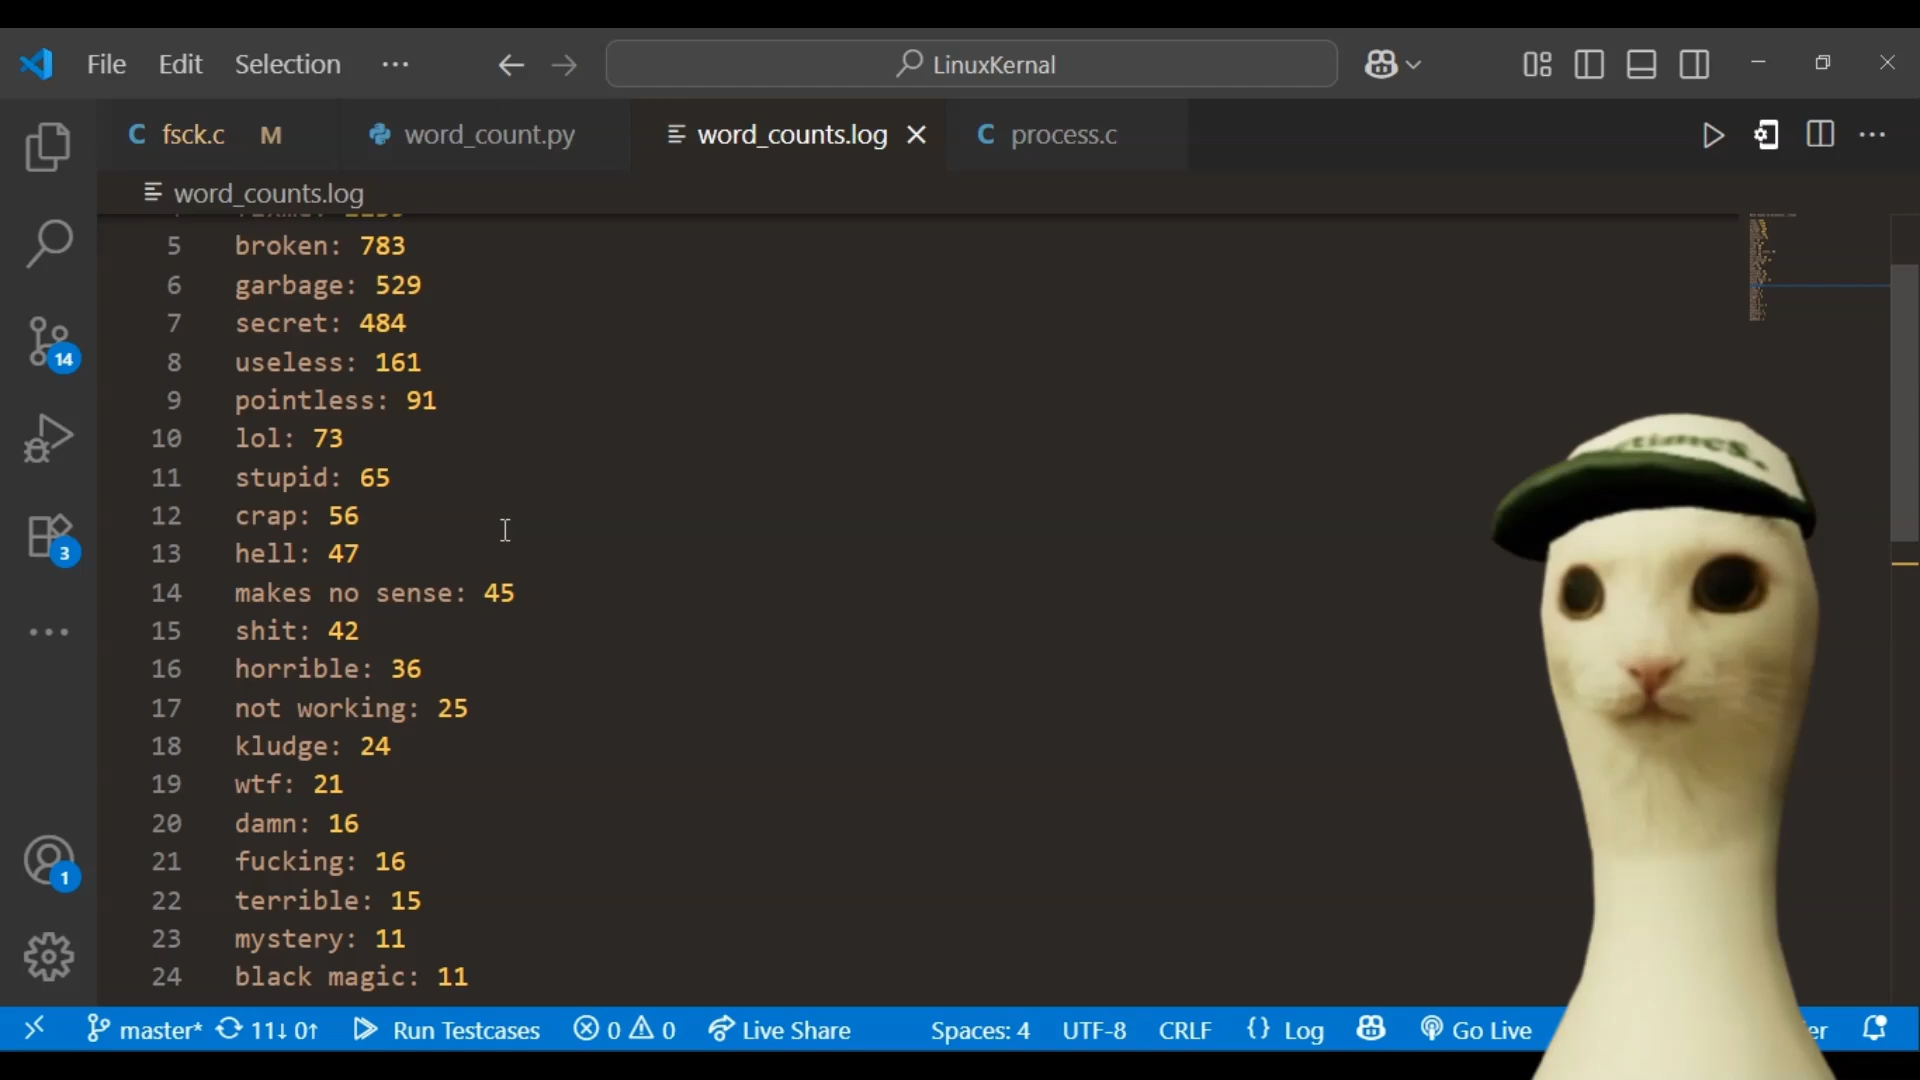 File Edit Selection ··· LinuxKernal
C fsck.c M word_count.py word_counts.log C process.c
word_counts.log
5 broken: 783
6 garbage: 529
7 secret: 484
8 useless: 161
9 pointless: 91
10 lol: 73
11 stupid: 65
12 crap: 56
13 hell: 47
14 makes no sense: 45
15 shit: 42
16 horrible: 36
17 not working: 25
18 kludge: 24
19 wtf: 21
20 damn: 16
21 fucking: 16
22 terrible: 15
23 mystery: 11
24 black magic: 11
14
3
1
master* 11↓ 0↑ Run Testcases 0 0 Live Share Spaces: 4 UTF-8 CRLF {} Log Go Live er